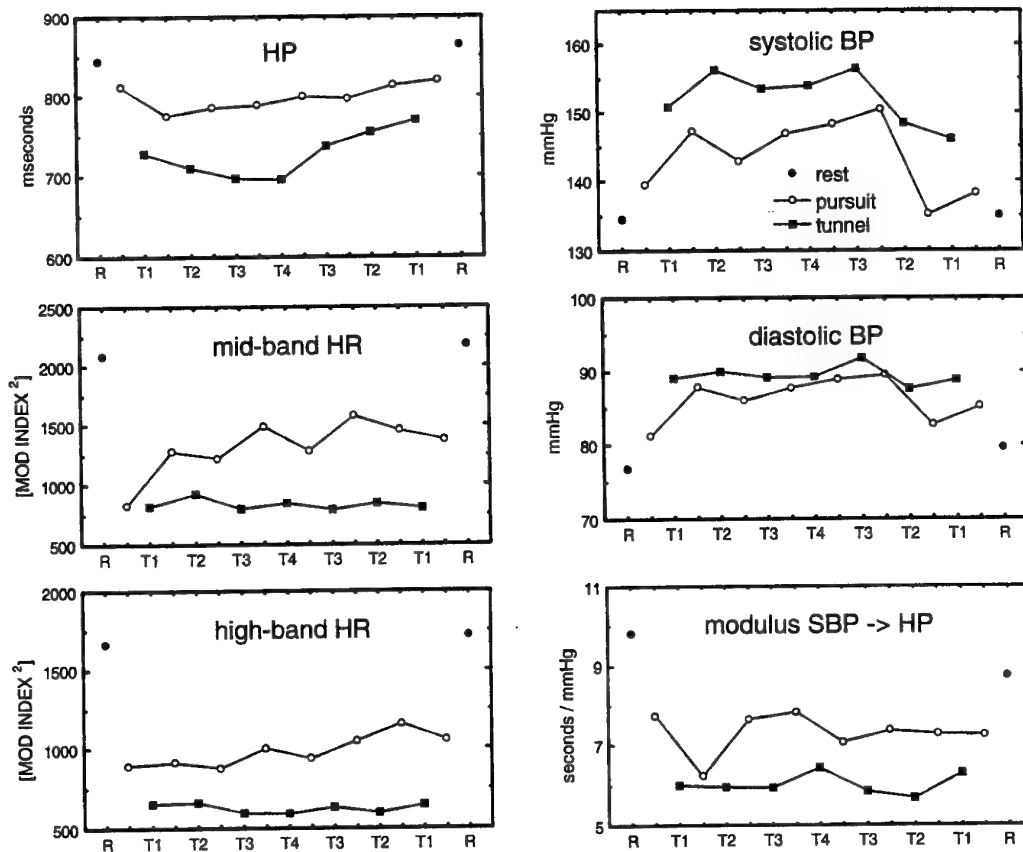 HP
mseconds
900
800
700
600
R T1 T2 T3 T4 T3 T2 T1 R
systolic BP
mmHg
160
150
140
130
rest
pursuit
tunnel
R T1 T2 T3 T4 T3 T2 T1 R
mid-band HR
[MOD INDEX ²]
2500
2000
1500
1000
500
R T1 T2 T3 T4 T3 T2 T1 R
diastolic BP
mmHg
100
90
80
70
R T1 T2 T3 T4 T3 T2 T1 R
high-band HR
[MOD INDEX ²]
2000
1500
1000
500
R T1 T2 T3 T4 T3 T2 T1 R
modulus SBP -> HP
seconds / mmHg
11
9
7
5
R T1 T2 T3 T4 T3 T2 T1 R